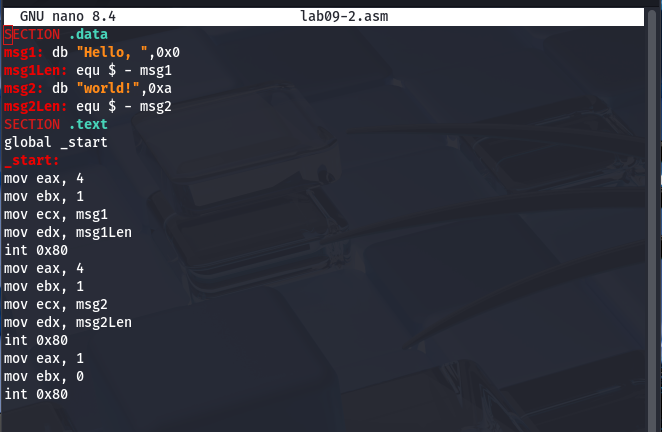 GNU nano 8.4 lab09-2.asm
SECTION .data
msg1: db "Hello, ",0x0
msg1Len: equ $ - msg1
msg2: db "world!",0xa
msg2Len: equ $ - msg2
SECTION .text
global _start
_start:
mov eax, 4
mov ebx, 1
mov ecx, msg1
mov edx, msg1Len
int 0x80
mov eax, 4
mov ebx, 1
mov ecx, msg2
mov edx, msg2Len
int 0x80
mov eax, 1
mov ebx, 0
int 0x80